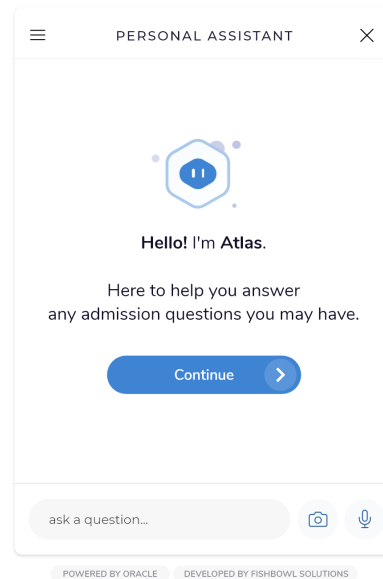 PERSONAL ASSISTANT
Hello! I'm Atlas.
Here to help you answer
any admission questions you may have.
Continue
ask a question...
POWERED BY ORACLE DEVELOPED BY FISHBOWL SOLUTIONS